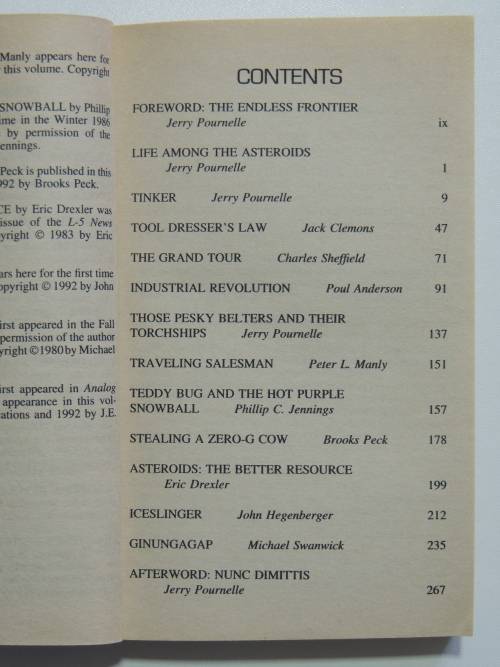 Manly appears here for
this volume. Copyright
SNOWBALL by Phillip
ime in the Winter 1986
by permission of the
ennings.
Peck is published in this
992 by Brooks Peck.
CE by Eric Drexler was
issue of the L-5 News
yright © 1983 by Eric
ars here for the first time
opyright © 1992 by John
irst appeared in the Fall
permission of the author
yright ©1980 by Michael
irst appeared in Analog
appearance in this vol-
cations and 1992 by J.E.
CONTENTS
FOREWORD: THE ENDLESS FRONTIER
Jerry Pournelle ix
LIFE AMONG THE ASTEROIDS
Jerry Pournelle 1
TINKER Jerry Pournelle 9
TOOL DRESSER'S LAW Jack Clemons 47
THE GRAND TOUR Charles Sheffield 71
INDUSTRIAL REVOLUTION Poul Anderson 91
THOSE PESKY BELTERS AND THEIR
TORCHSHIPS Jerry Pournelle 137
TRAVELING SALESMAN Peter L. Manly 151
TEDDY BUG AND THE HOT PURPLE
SNOWBALL Phillip C. Jennings 157
STEALING A ZERO-G COW Brooks Peck 178
ASTEROIDS: THE BETTER RESOURCE
Eric Drexler 199
ICESLINGER John Hegenberger 212
GINUNGAGAP Michael Swanwick 235
AFTERWORD: NUNC DIMITTIS
Jerry Pournelle 267